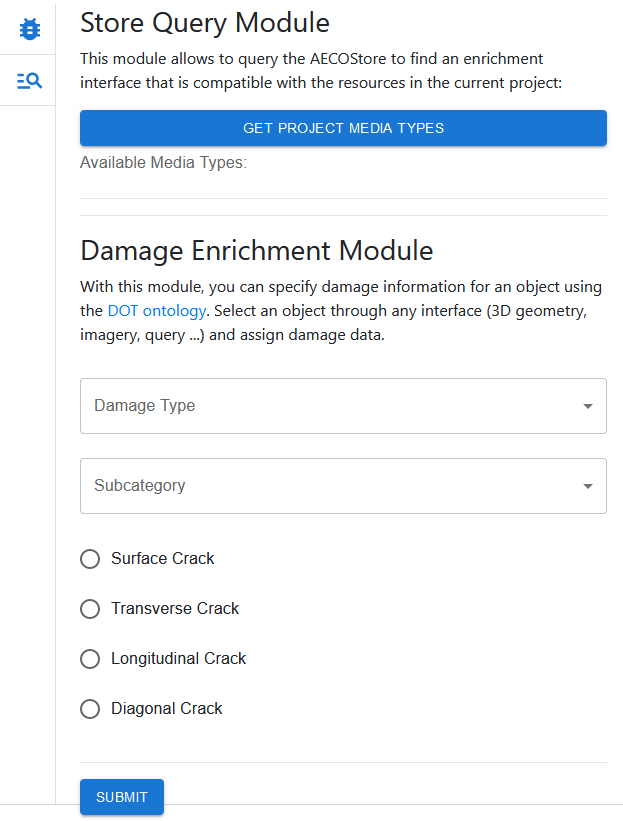 Store Query Module
This module allows to query the AECOStore to find an enrichment
interface that is compatible with the resources in the current project:
GET PROJECT MEDIA TYPES
Available Media Types:
Damage Enrichment Module
With this module, you can specify damage information for an object using
the DOT ontology. Select an object through any interface (3D geometry,
imagery, query ...) and assign damage data.
Damage Type
Subcategory
Surface Crack
Transverse Crack
Longitudinal Crack
Diagonal Crack
SUBMIT